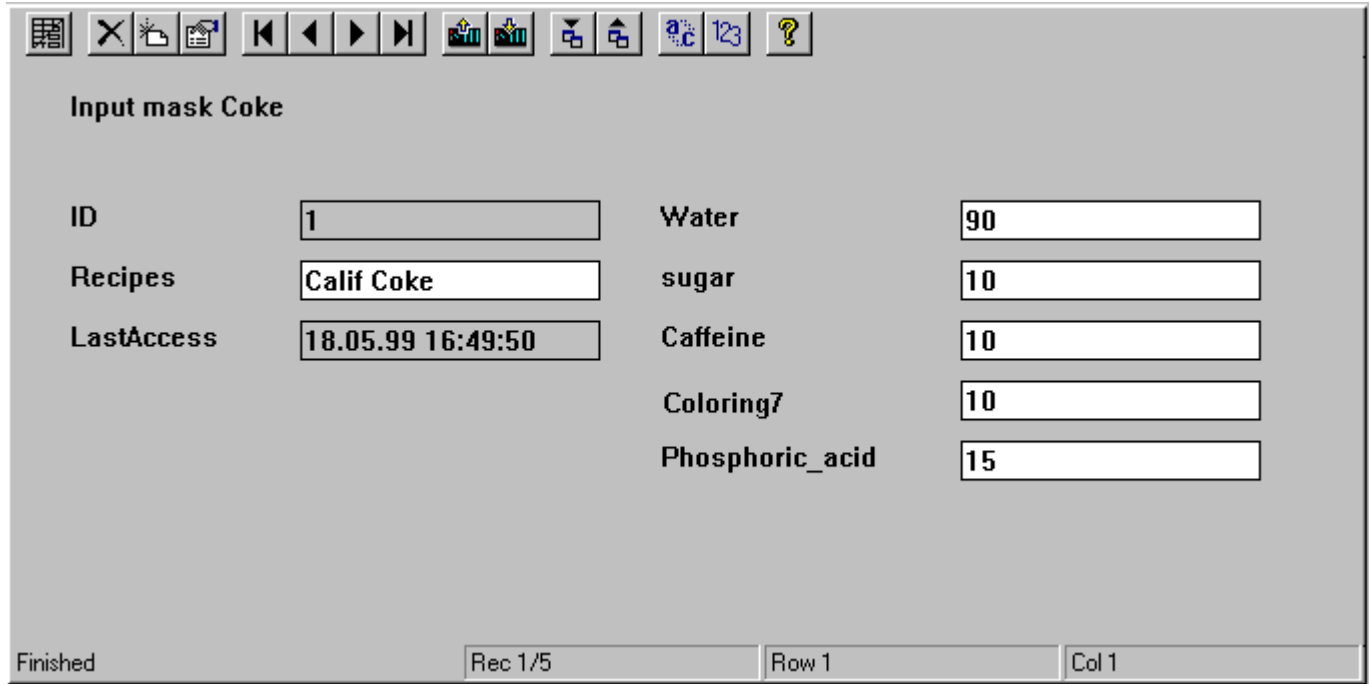 a c 123 ?
Input mask Coke
ID 1 Water 90
Recipes Calif Coke sugar 10
LastAccess 18.05.99 16:49:50 Caffeine 10
Coloring7 10
Phosphoric_acid 15
Finished Rec 1/5 Row 1 Col 1